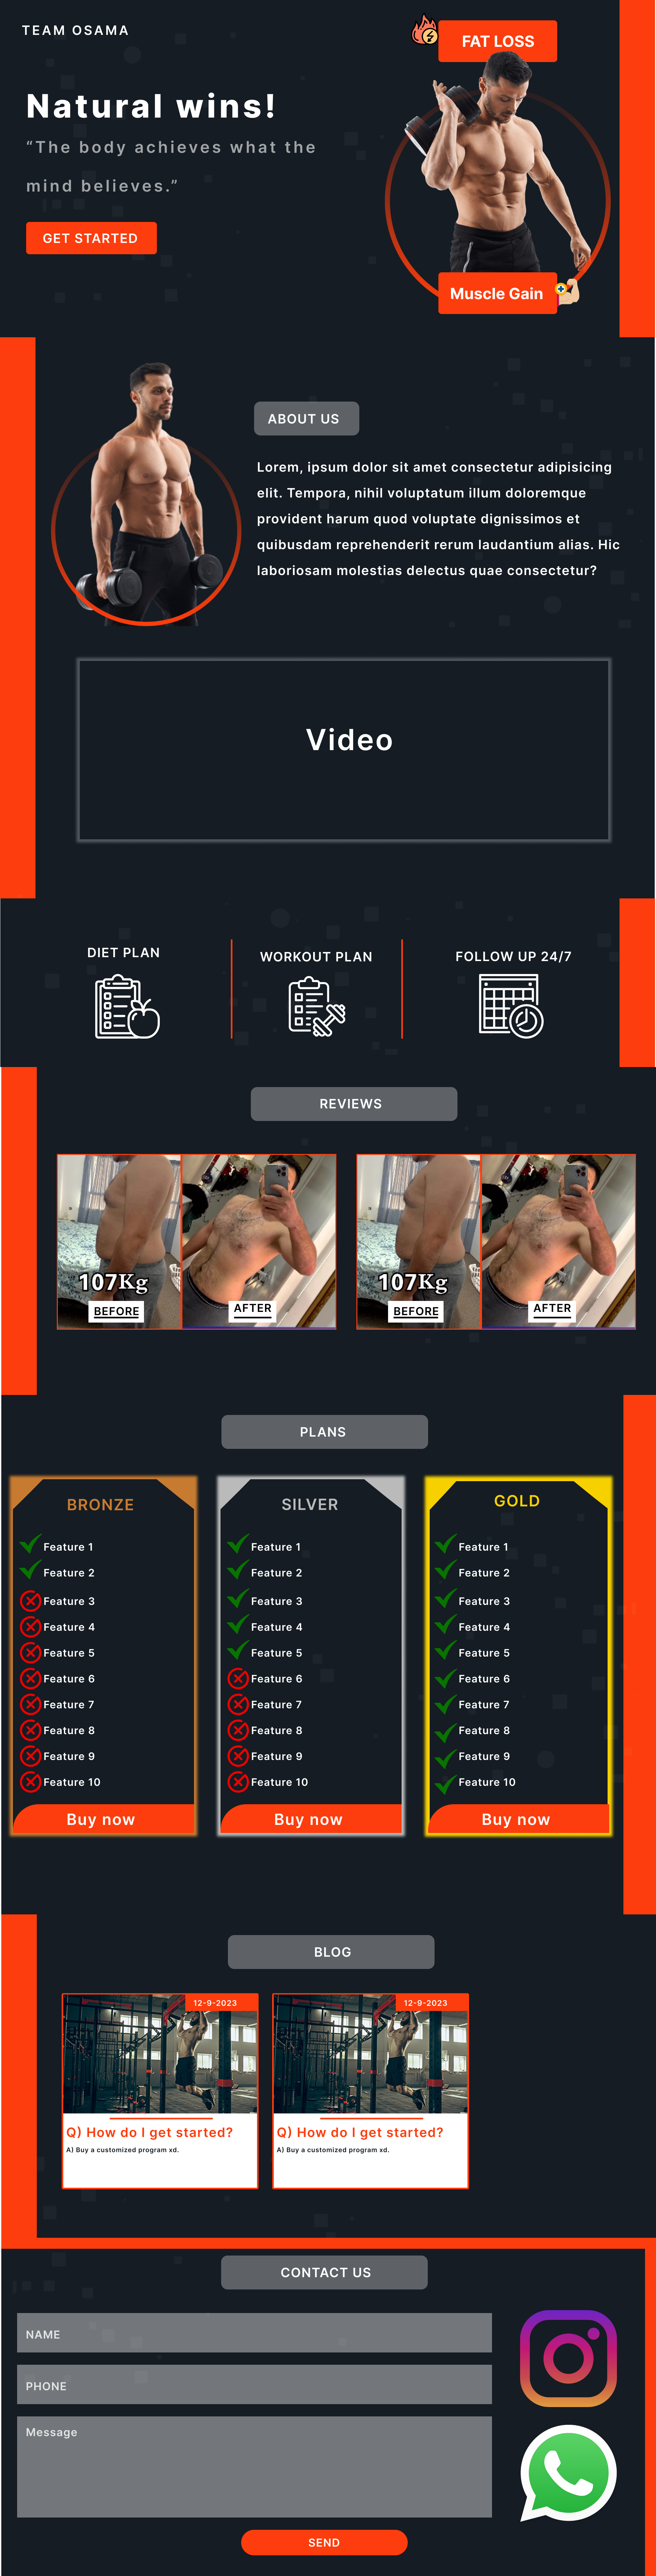 TEAM OSAMA
FAT LOSS
Natural wins!
“The body achieves what the
mind believes.”
GET STARTED
Muscle Gain
ABOUT US
Lorem, ipsum dolor sit amet consectetur adipisicing
elit. Tempora, nihil voluptatum illum doloremque
provident harum quod voluptate dignissimos et
quibusdam reprehenderit rerum laudantium alias. Hic
laboriosam molestias delectus quae consectetur?
Video
DIET PLAN
WORKOUT PLAN
FOLLOW UP 24/7
REVIEWS
107Kg
BEFORE
AFTER
107Kg
BEFORE
AFTER
PLANS
BRONZE
Feature 1
Feature 2
Feature 3
Feature 4
Feature 5
Feature 6
Feature 7
Feature 8
Feature 9
Feature 10
Buy now
SILVER
Feature 1
Feature 2
Feature 3
Feature 4
Feature 5
Feature 6
Feature 7
Feature 8
Feature 9
Feature 10
Buy now
GOLD
Feature 1
Feature 2
Feature 3
Feature 4
Feature 5
Feature 6
Feature 7
Feature 8
Feature 9
Feature 10
Buy now
BLOG
12-9-2023
Q) How do I get started?
A) Buy a customized program xd.
12-9-2023
Q) How do I get started?
A) Buy a customized program xd.
CONTACT US
NAME
PHONE
Message
SEND